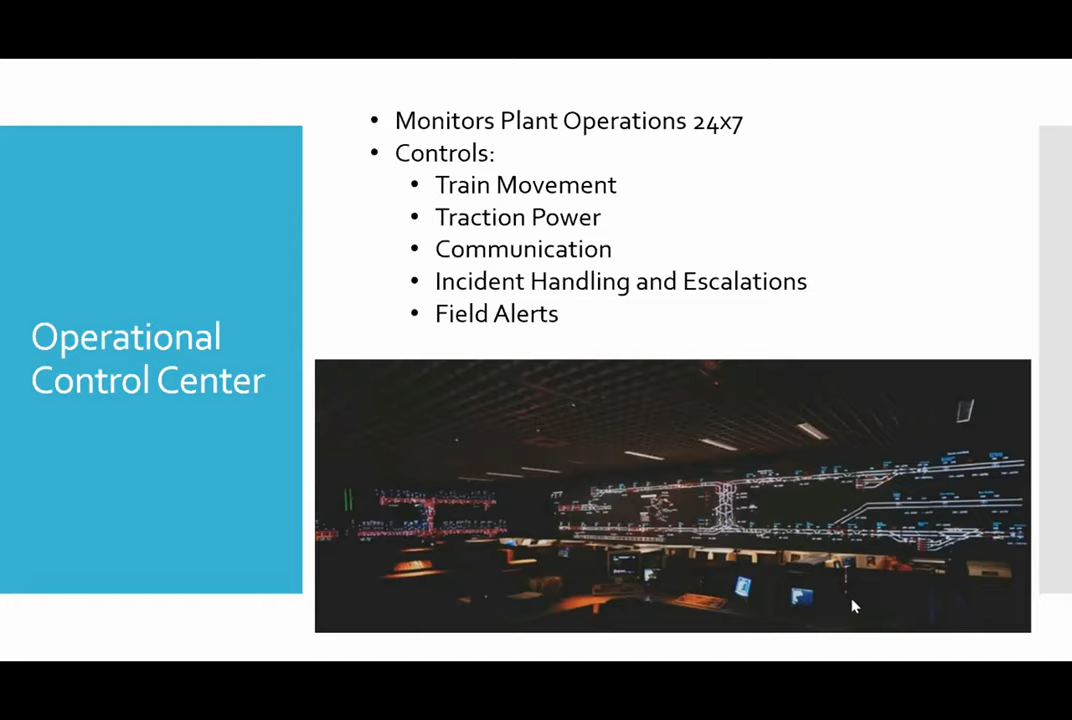 Operational
Control Center
• Monitors Plant Operations 24x7
• Controls:
• Train Movement
• Traction Power
• Communication
• Incident Handling and Escalations
• Field Alerts